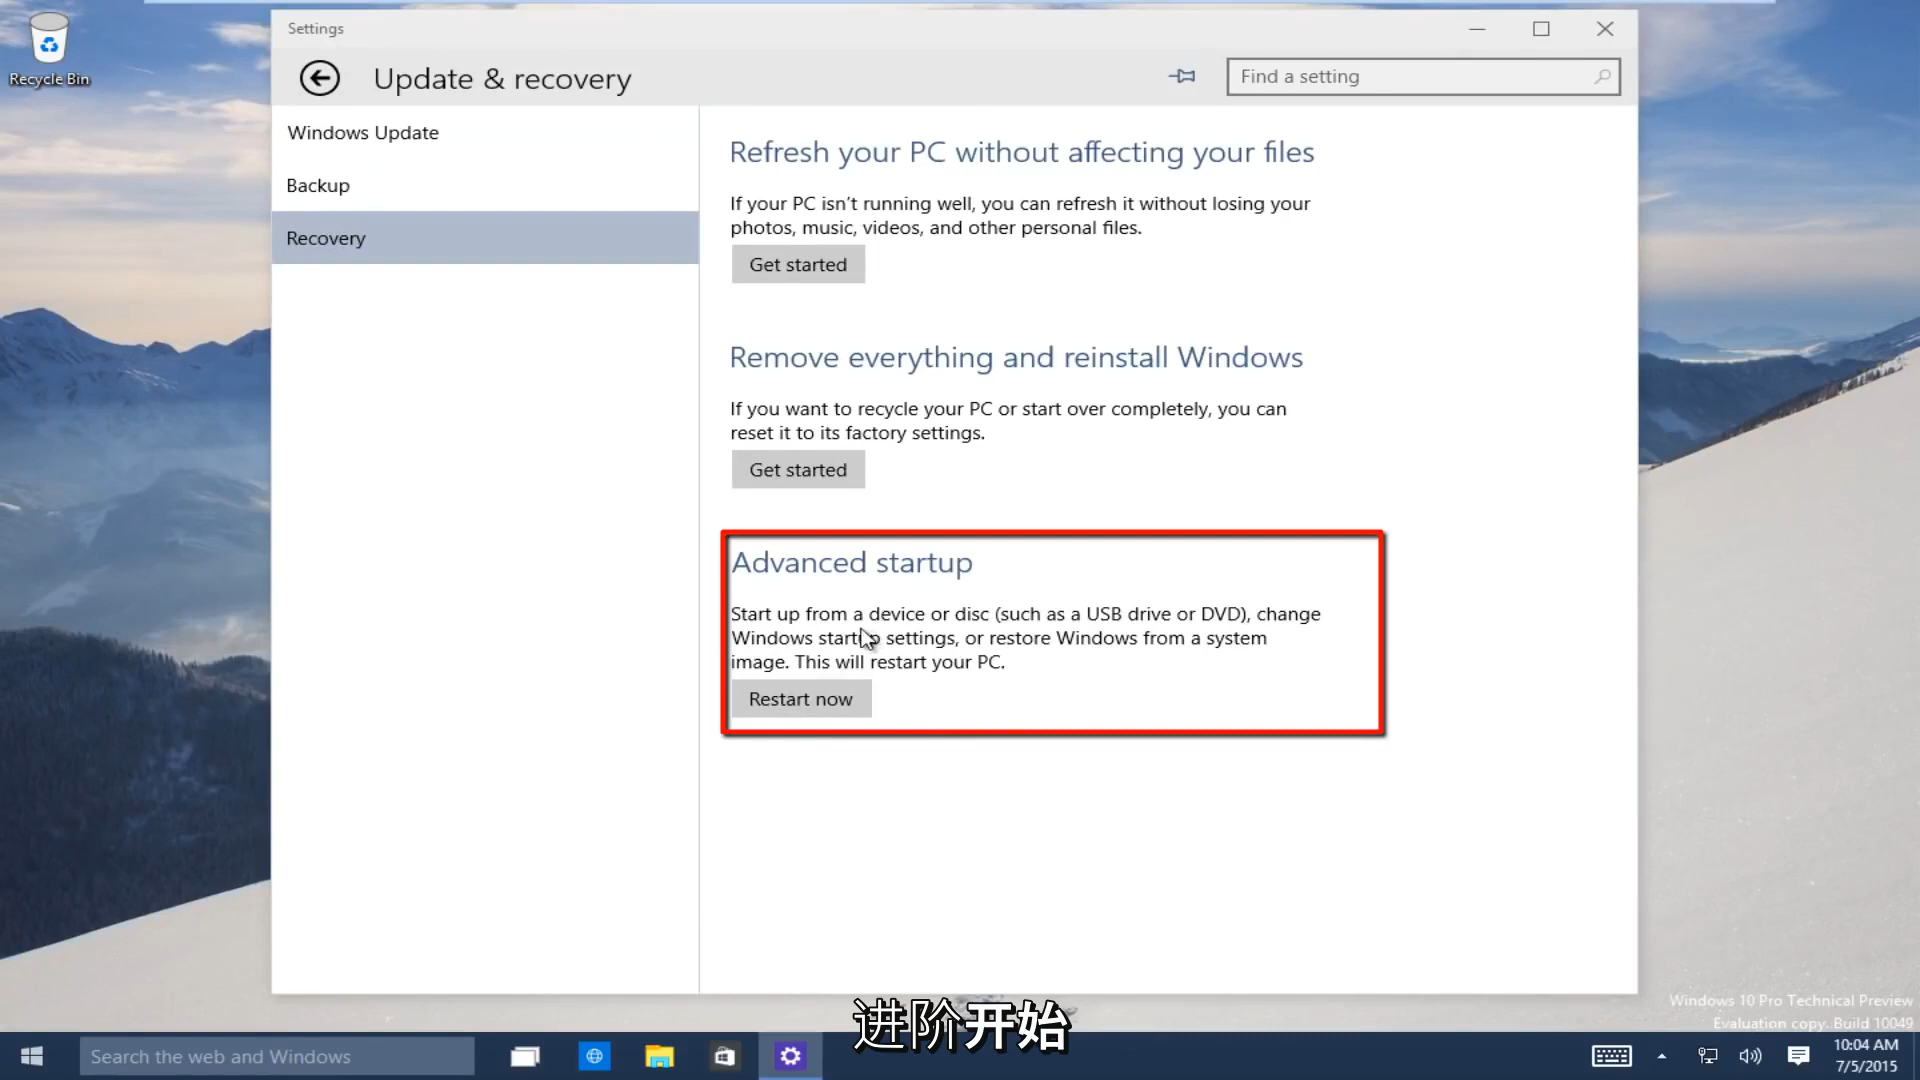 Recycle Bin
Settings
Update & recovery
Find a setting
Windows Update
Backup
Recovery
Refresh your PC without affecting your files
If your PC isn't running well, you can refresh it without losing your
photos, music, videos, and other personal files.
Get started
Remove everything and reinstall Windows
If you want to recycle your PC or start over completely, you can
reset it to its factory settings.
Get started
Advanced startup
Start up from a device or disc (such as a USB drive or DVD), change
Windows startup settings, or restore Windows from a system
image. This will restart your PC.
Restart now
进阶开始
Windows 10 Pro Technical Preview
Evaluation copy. Build 10049
Search the web and Windows
10:04 AM
7/5/2015